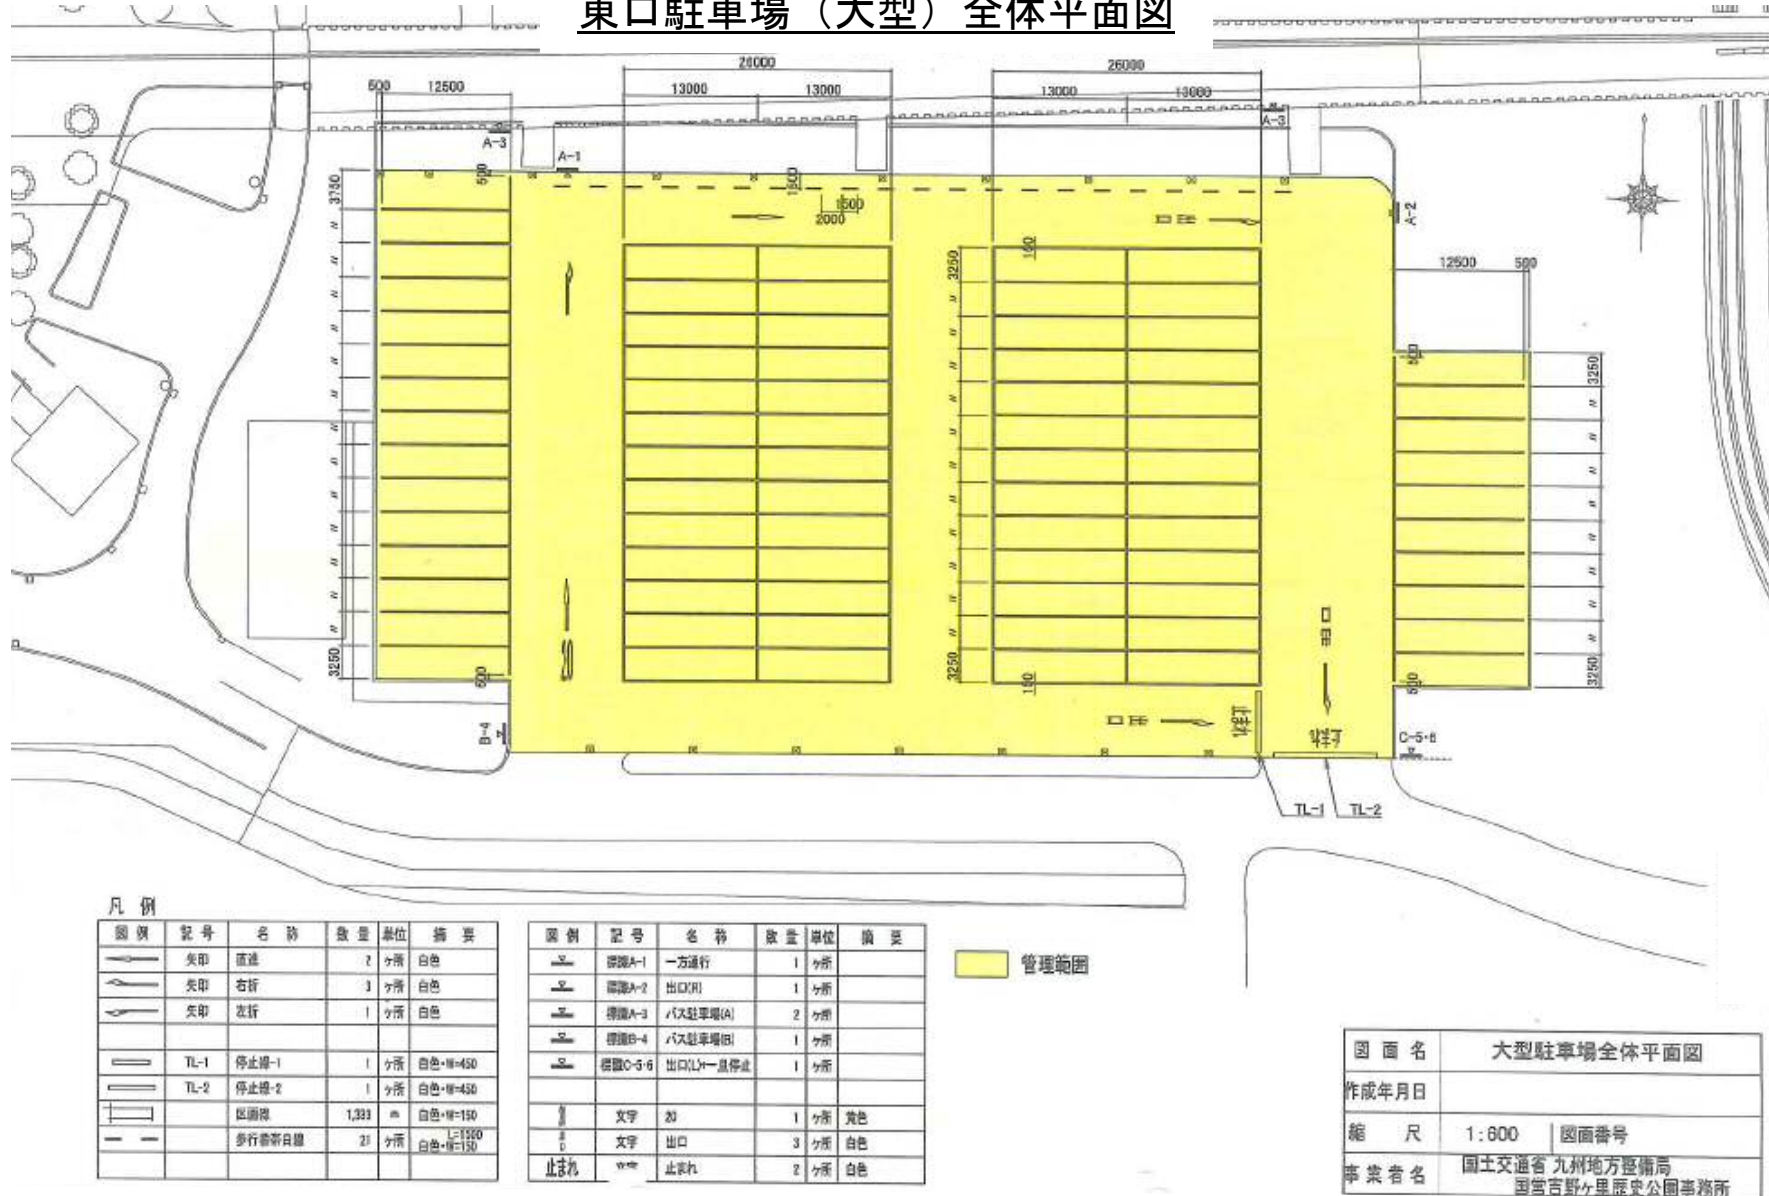 東口駐車場（大型）全体平面図
26000
26000
500
12500
13000
13000
13000
13000
A-3
A-1
A-3
A-2
500
1500
1500
2000
3750
出口
150
3250
12500
500
500
3250
〃
〃
〃
20
出口
3250
500
3250
150
500
3250
B-4
出口
止まれ
止まれ
C-5・6
TL-1
TL-2
凡 例
図 例 記 号 名 称 数 量 単位 摘 要
矢印 直進 2 ヶ所 白色
矢印 右折 3 ヶ所 白色
矢印 左折 1 ヶ所 白色
TL-1 停止線-1 1 ヶ所 白色・W=450
TL-2 停止線-2 1 ヶ所 白色・W=450
区画線 1,393 m 白色・W=150
歩行者帯白線 21 ヶ所 L=1500
白色・W=150
図 例 記 号 名 称 数 量 単位 摘 要
標識A-1 一方通行 1 ヶ所
標識A-2 出口(R) 1 ヶ所
標識A-3 バス駐車場(A) 2 ヶ所
標識B-4 バス駐車場(B) 1 ヶ所
標識C-5・6 出口(L)+一旦停止 1 ヶ所
文字 20 1 ヶ所 黄色
文字 出口 3 ヶ所 白色
止まれ 文字 止まれ 2 ヶ所 白色
管理範囲
図 面 名 大型駐車場全体平面図
作成年月日
縮 尺 1:600 図面番号
事 業 者 名 国土交通省 九州地方整備局
国営吉野ヶ里歴史公園事務所